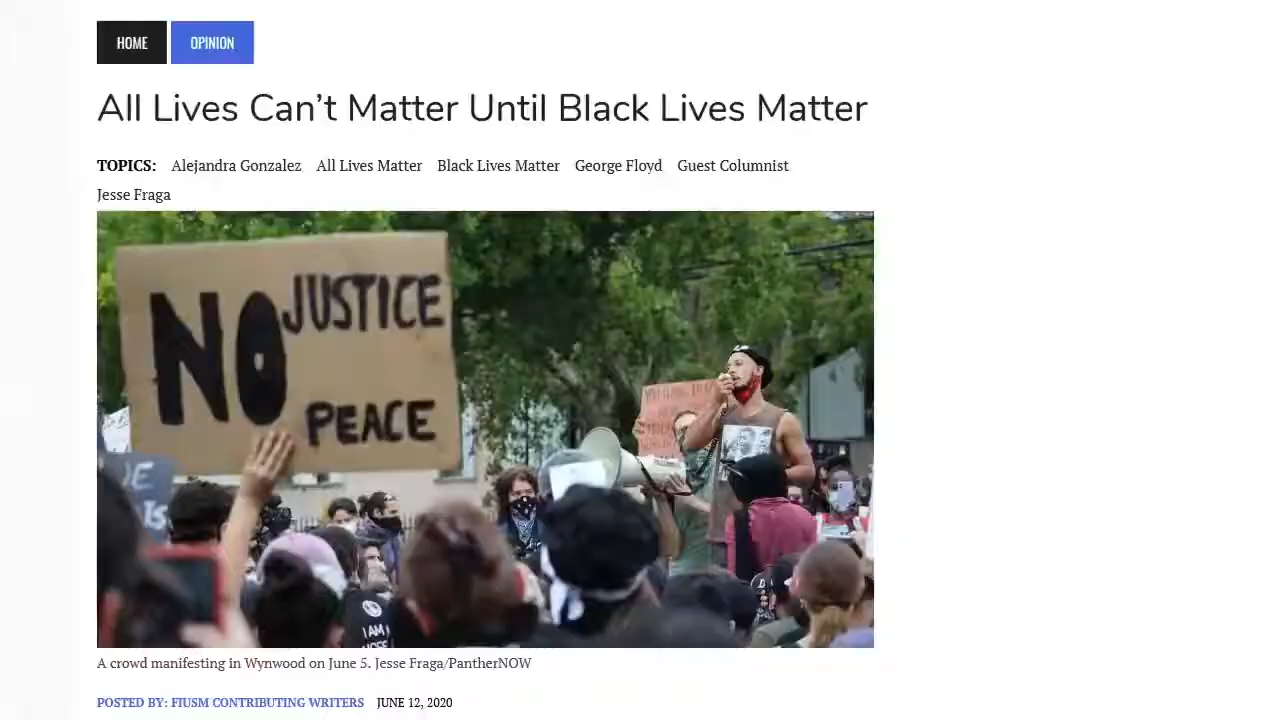 HOME OPINION
All Lives Can't Matter Until Black Lives Matter
TOPICS: Alejandra Gonzalez All Lives Matter Black Lives Matter George Floyd Guest Columnist
Jesse Fraga
NO JUSTICE
PEACE
I AM
A crowd manifesting in Wynwood on June 5. Jesse Fraga/PantherNOW
POSTED BY: FIUSM CONTRIBUTING WRITERS JUNE 12, 2020